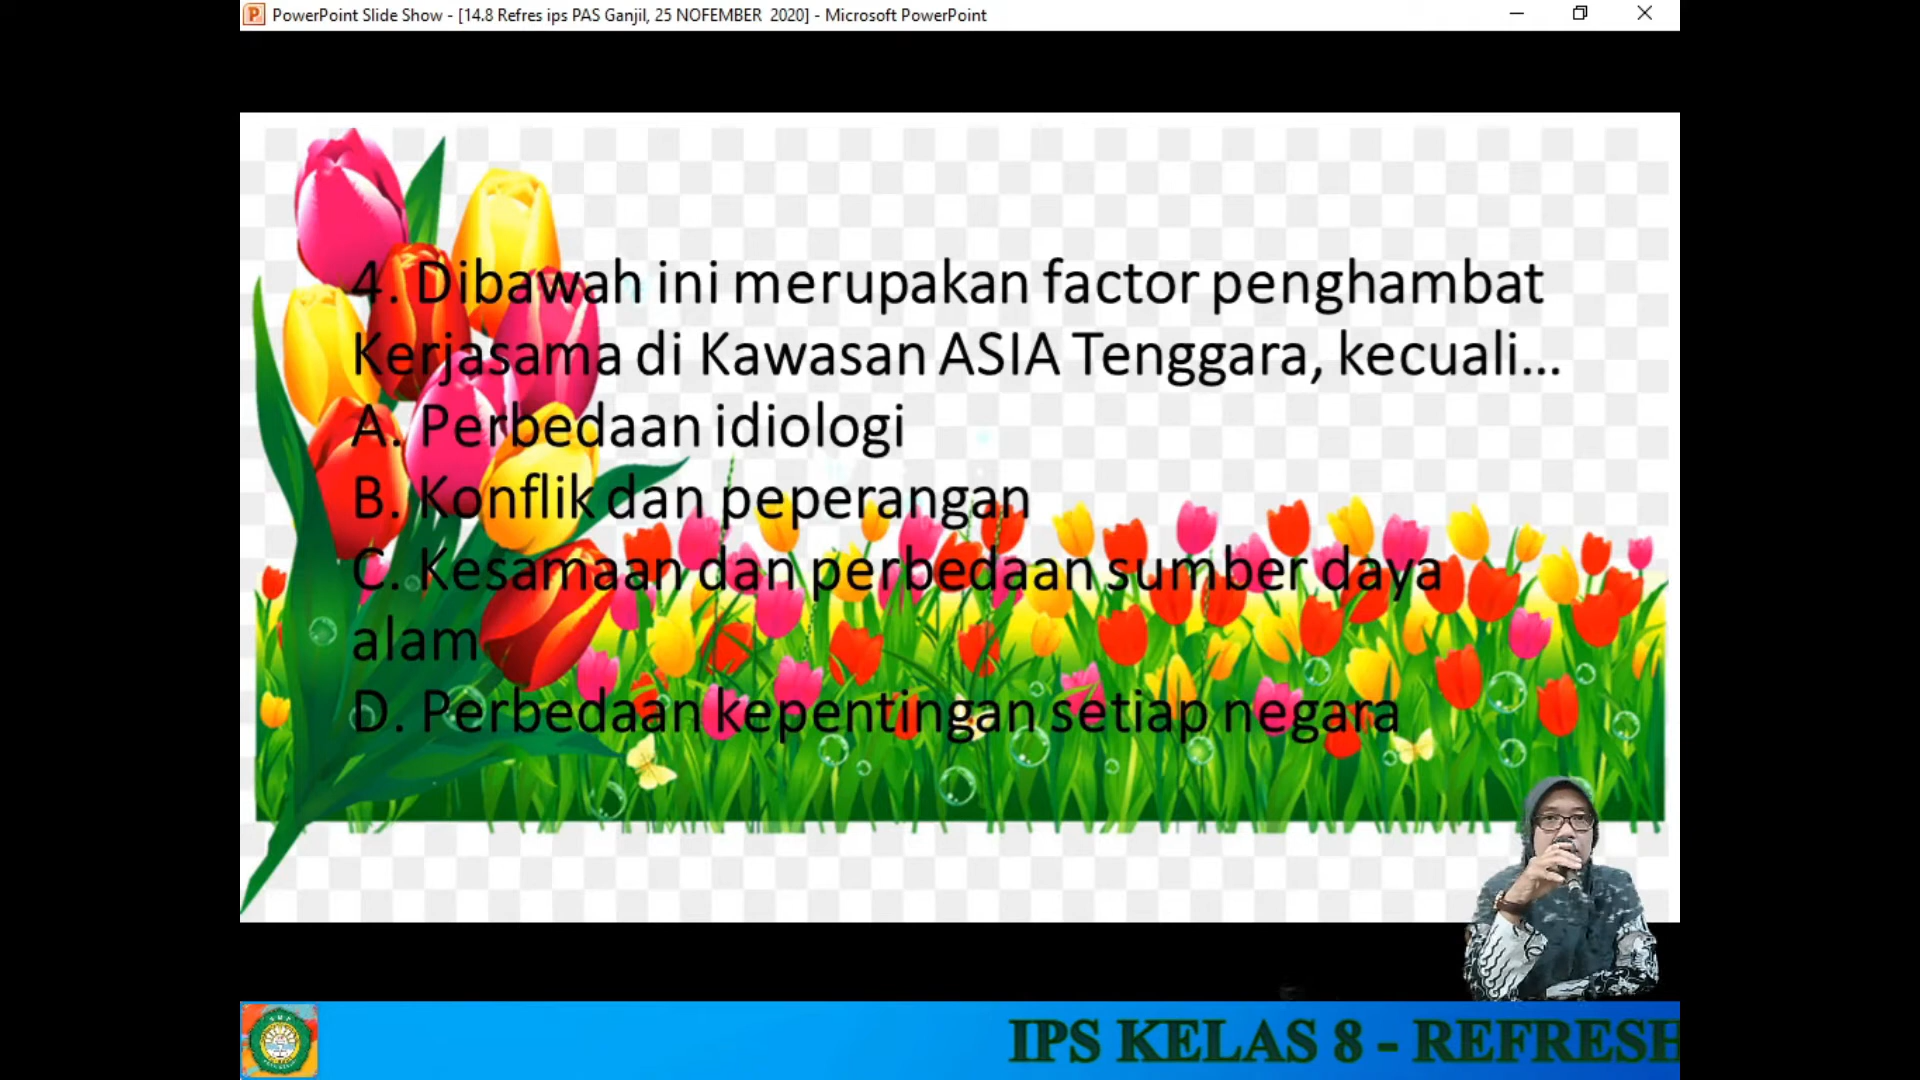 PowerPoint Slide Show - [14.8 Refres ips PAS Ganjil, 25 NOFEMBER 2020] - Microsoft PowerPoint
4. Dibawah ini merupakan factor penghambat
Kerjasama di Kawasan ASIA Tenggara, kecuali...
A. Perbedaan idiologi
B. Konflik dan peperangan
C. Kesamaan dan perbedaan sumber daya
alam
D. Perbedaan kepentingan setiap negara
IPS KELAS 8 - REFRESH